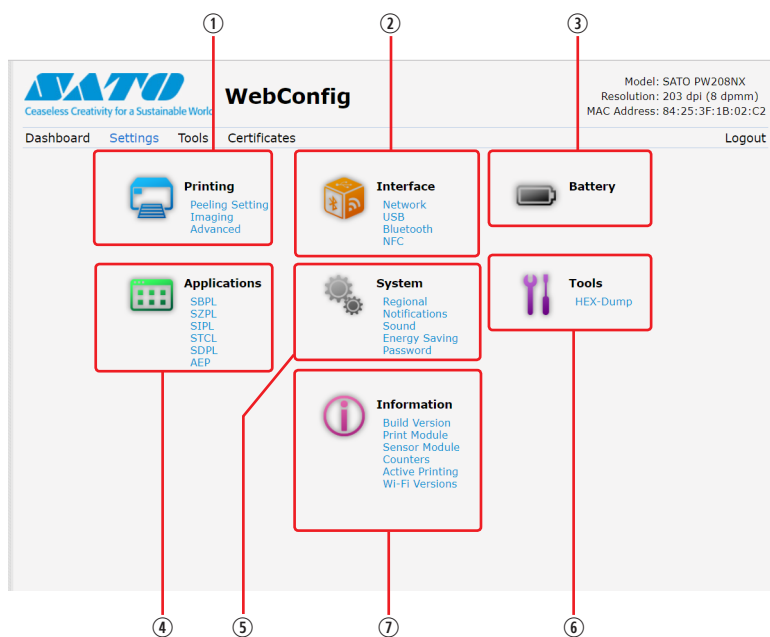 ① ② ③
SATO
Ceaseless Creativity for a Sustainable World
WebConfig
Model: SATO PW208NX
Resolution: 203 dpi (8 dpmm)
MAC Address: 84:25:3F:1B:02:C2
Dashboard Settings Tools Certificates Logout
Printing
Peeling Setting
Imaging
Advanced
Interface
Network
USB
Bluetooth
NFC
Battery
Applications
SBPL
SZPL
SIPL
STCL
SDPL
AEP
System
Regional
Notifications
Sound
Energy Saving
Password
Tools
HEX-Dump
Information
Build Version
Print Module
Sensor Module
Counters
Active Printing
Wi-Fi Versions
④ ⑤ ⑦ ⑥